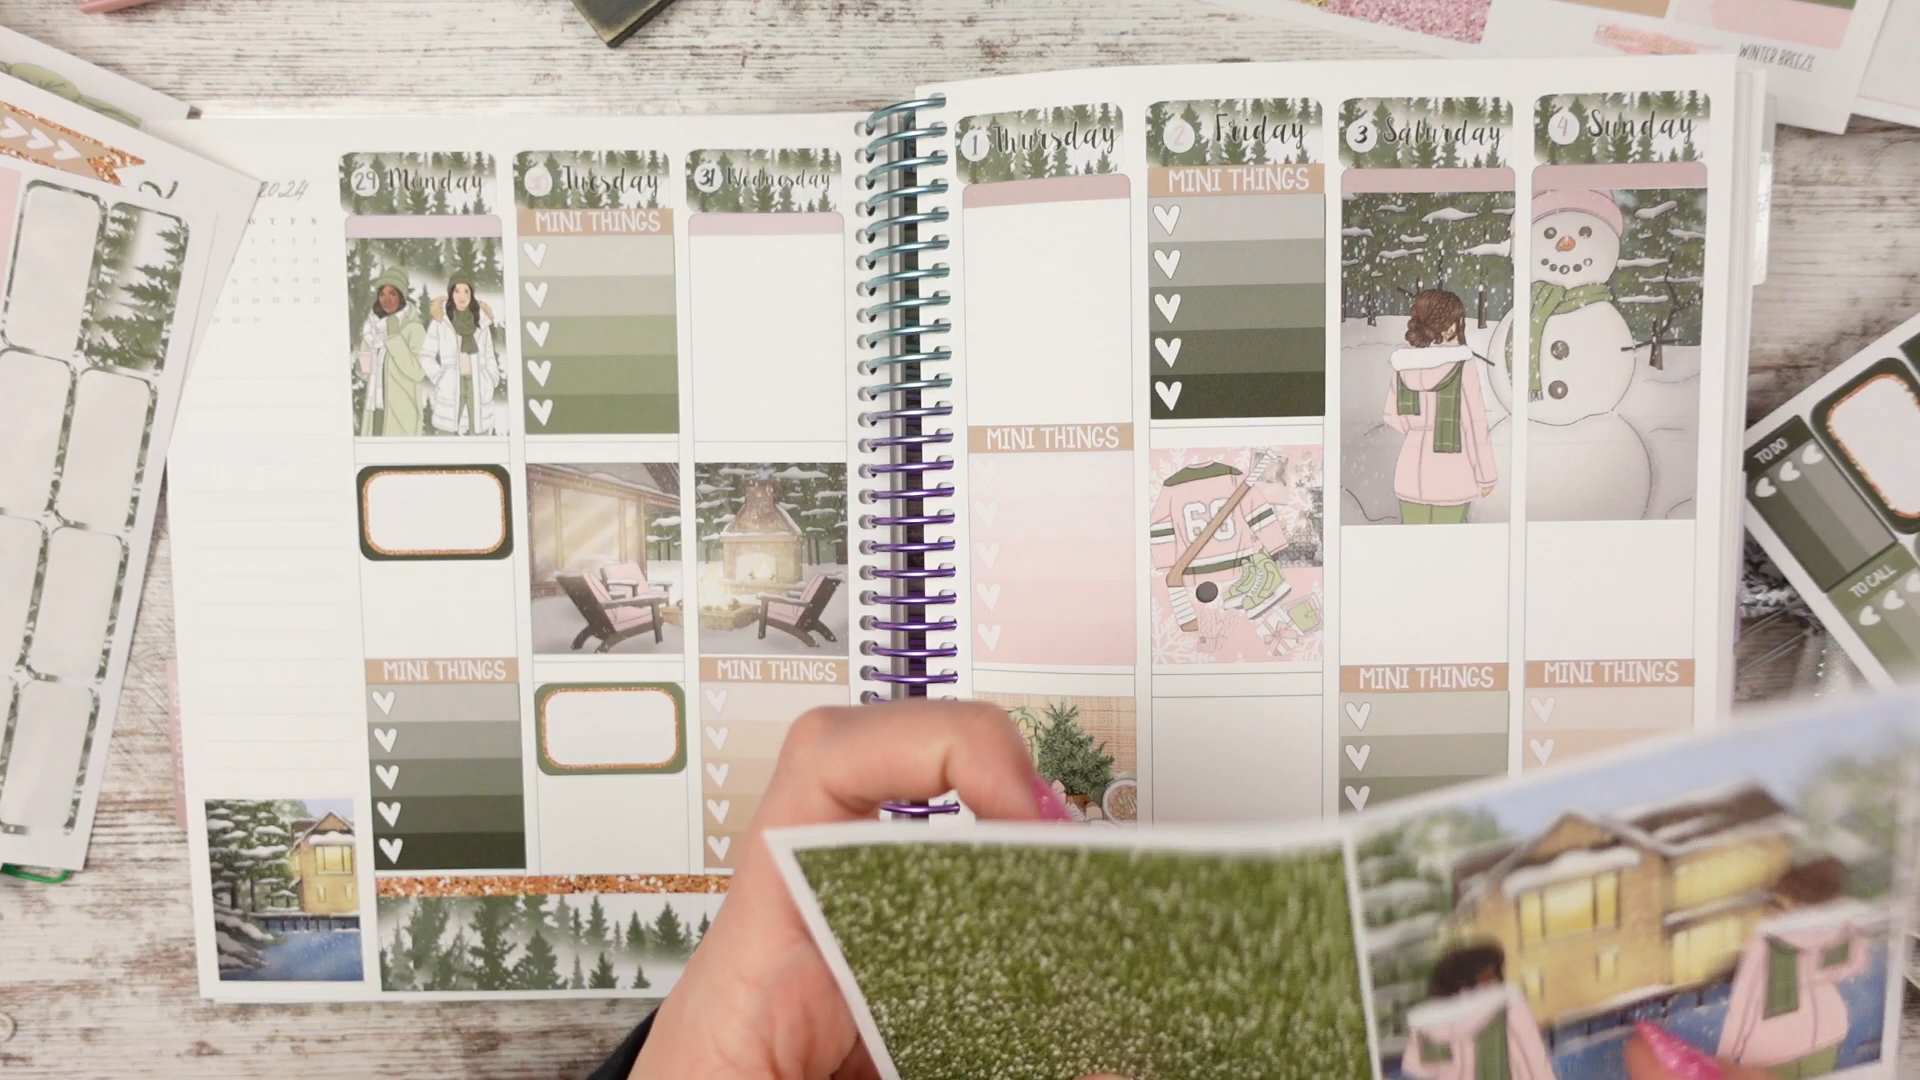 WINTER BREEZE
2024
29 Monday
30 Tuesday
31 Wednesday
1 Thursday
2 Friday
3 Saturday
4 Sunday
MINI THINGS
MINI THINGS
MINI THINGS
MINI THINGS
MINI THINGS
MINI THINGS
MINI THINGS
TO DO
TO CALL